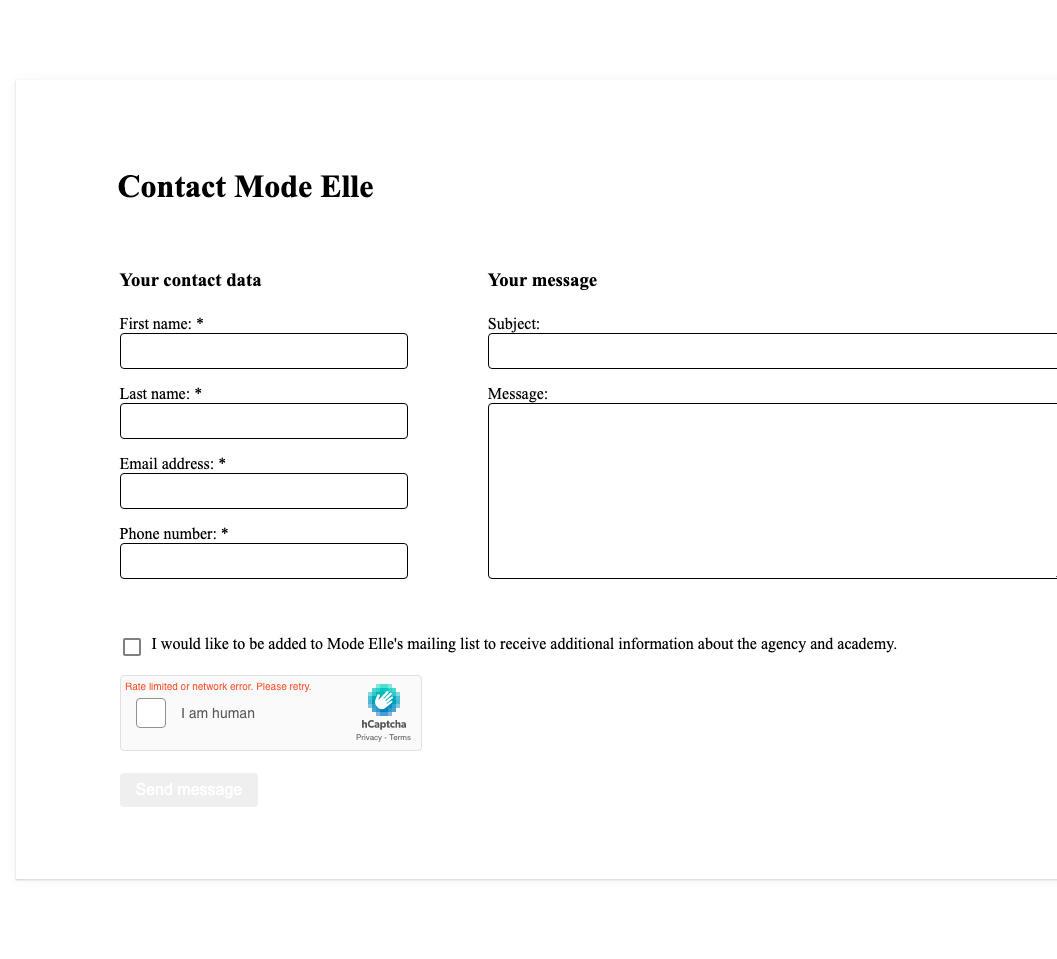 Contact Mode Elle
Your contact data
First name: *
Last name: *
Email address: *
Phone number: *
Your message
Subject:
Message:
I would like to be added to Mode Elle's mailing list to receive additional information about the agency and academy.
Rate limited or network error. Please retry.
I am human
hCaptcha
Privacy - Terms
Send message